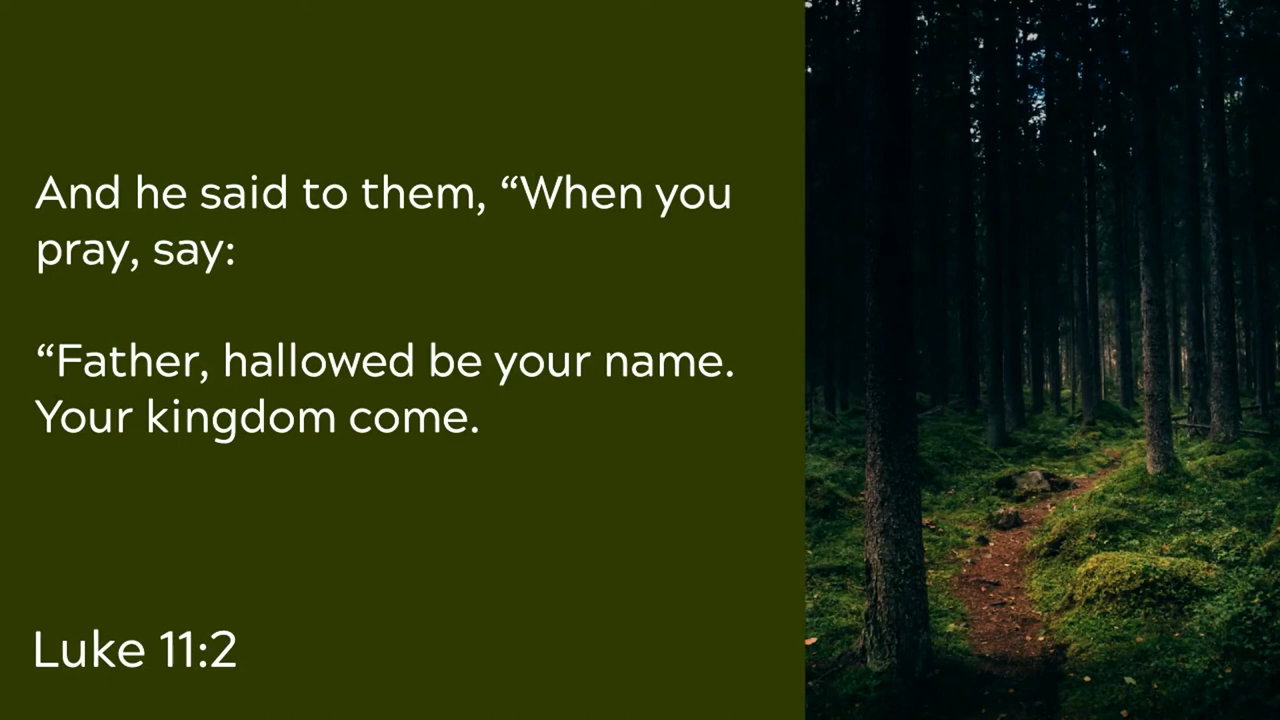 And he said to them, “When you
pray, say:
“Father, hallowed be your name.
Your kingdom come.
Luke 11:2